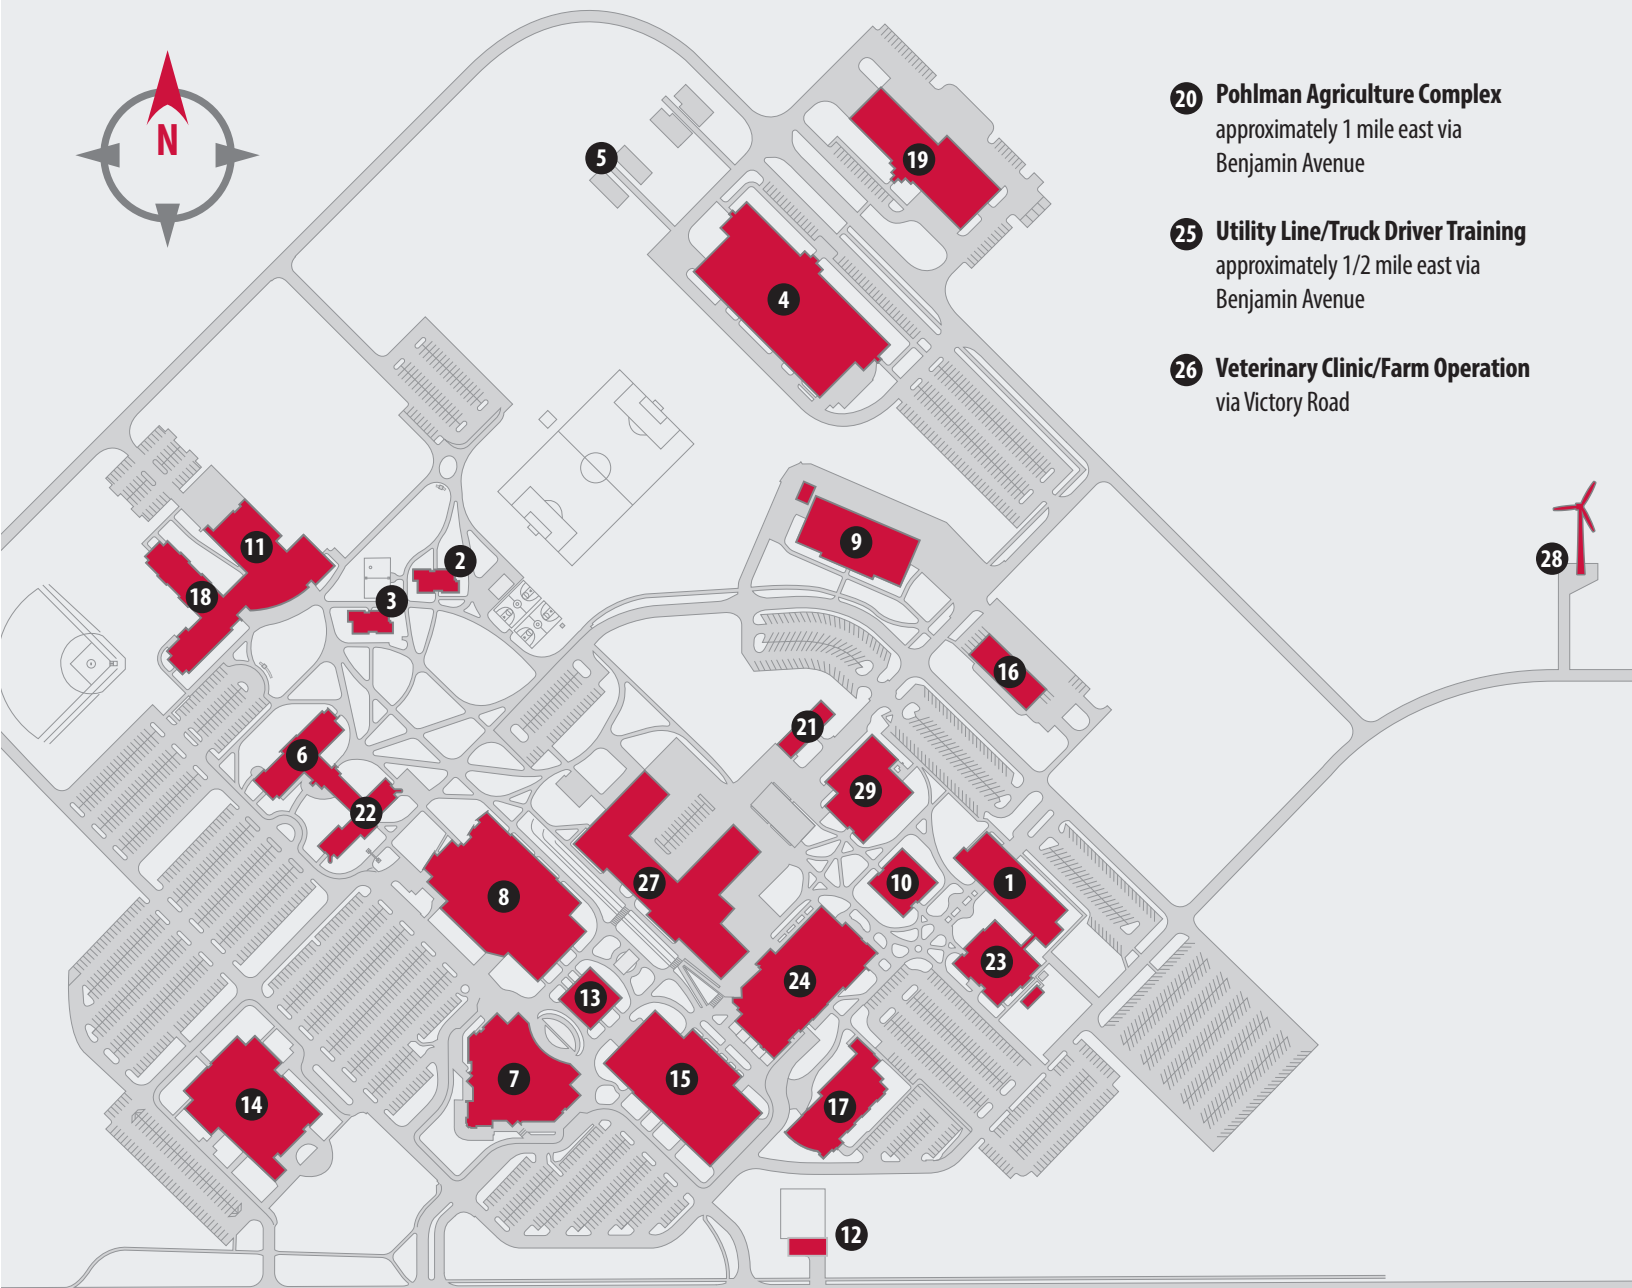 N
20 Pohlman Agriculture Complex
approximately 1 mile east via
Benjamin Avenue
25 Utility Line/Truck Driver Training
approximately 1/2 mile east via
Benjamin Avenue
26 Veterinary Clinic/Farm Operation
via Victory Road
5
19
4
9
28
11
2
18
3
16
21
6
29
22
8
27
10
1
23
24
13
7
15
14
17
12